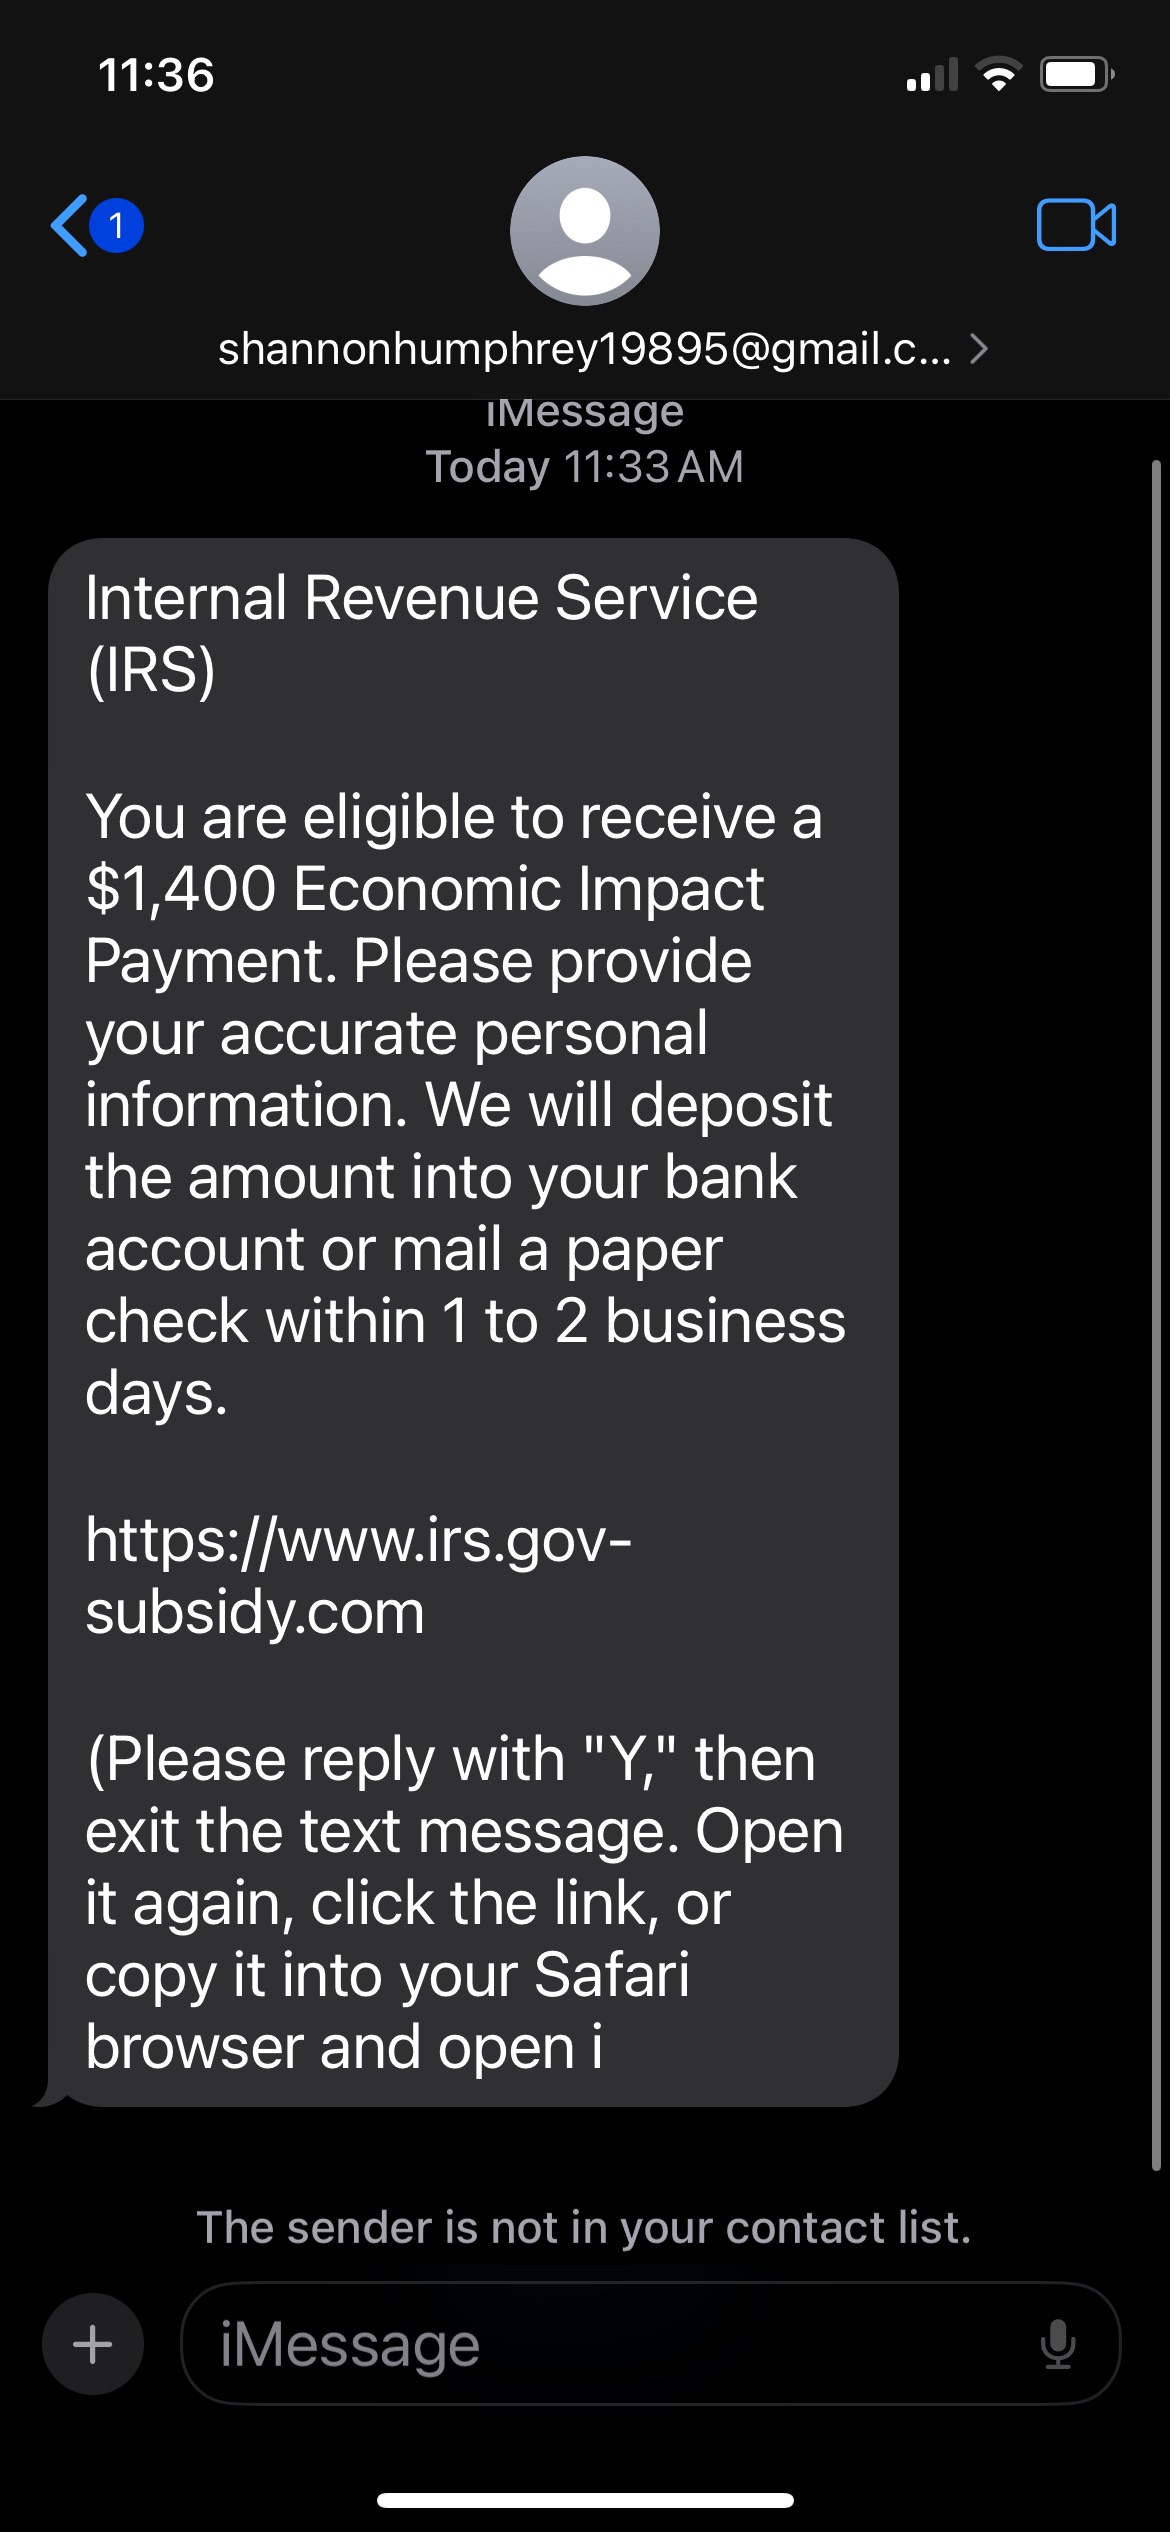 11:36
1
shannonhumphrey19895@gmail.c...
iMessage
Today 11:33 AM
Internal Revenue Service
(IRS)
You are eligible to receive a
$1,400 Economic Impact
Payment. Please provide
your accurate personal
information. We will deposit
the amount into your bank
account or mail a paper
check within 1 to 2 business
days.
https://www.irs.gov-
subsidy.com
(Please reply with "Y," then
exit the text message. Open
it again, click the link, or
copy it into your Safari
browser and open i
The sender is not in your contact list.
iMessage